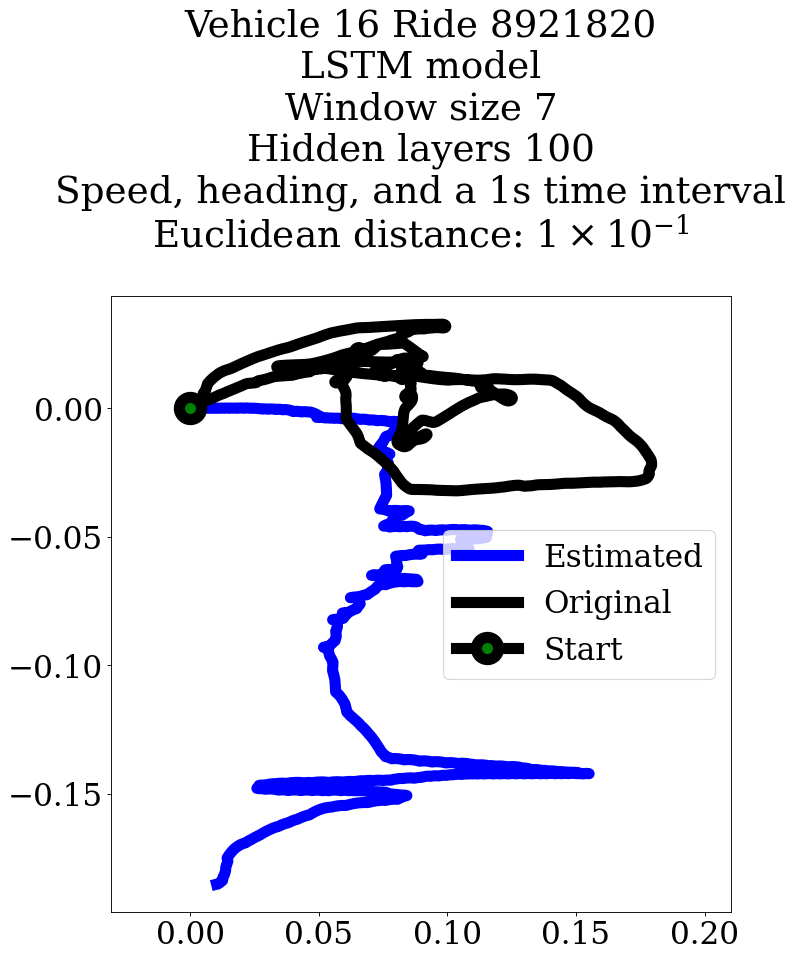 Vehicle 16 Ride 8921820
LSTM model
Window size 7
Hidden layers 100
Speed, heading, and a 1s time interval
Euclidean distance: 1 × 10⁻¹
0.00
−0.05
−0.10
−0.15
Estimated
Original
Start
0.00 0.05 0.10 0.15 0.20